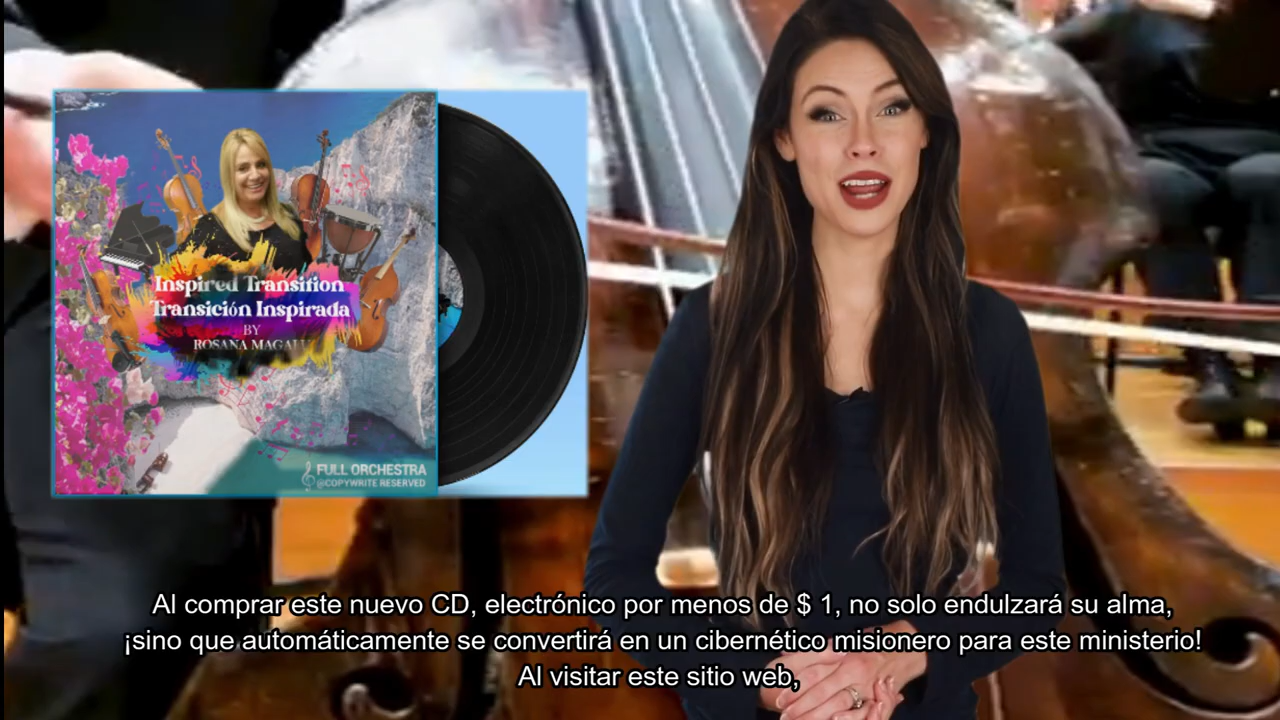 Inspired Transition
Transición Inspirada
BY
ROSANA
FULL ORCHESTRA
@COPYWRITE RESERVED
Al comprar este nuevo CD, electrónico por menos de $ 1, no solo endulzará su alma,
¡sino que automáticamente se convertirá en un cibernético misionero para este ministerio!
Al visitar este sitio web,